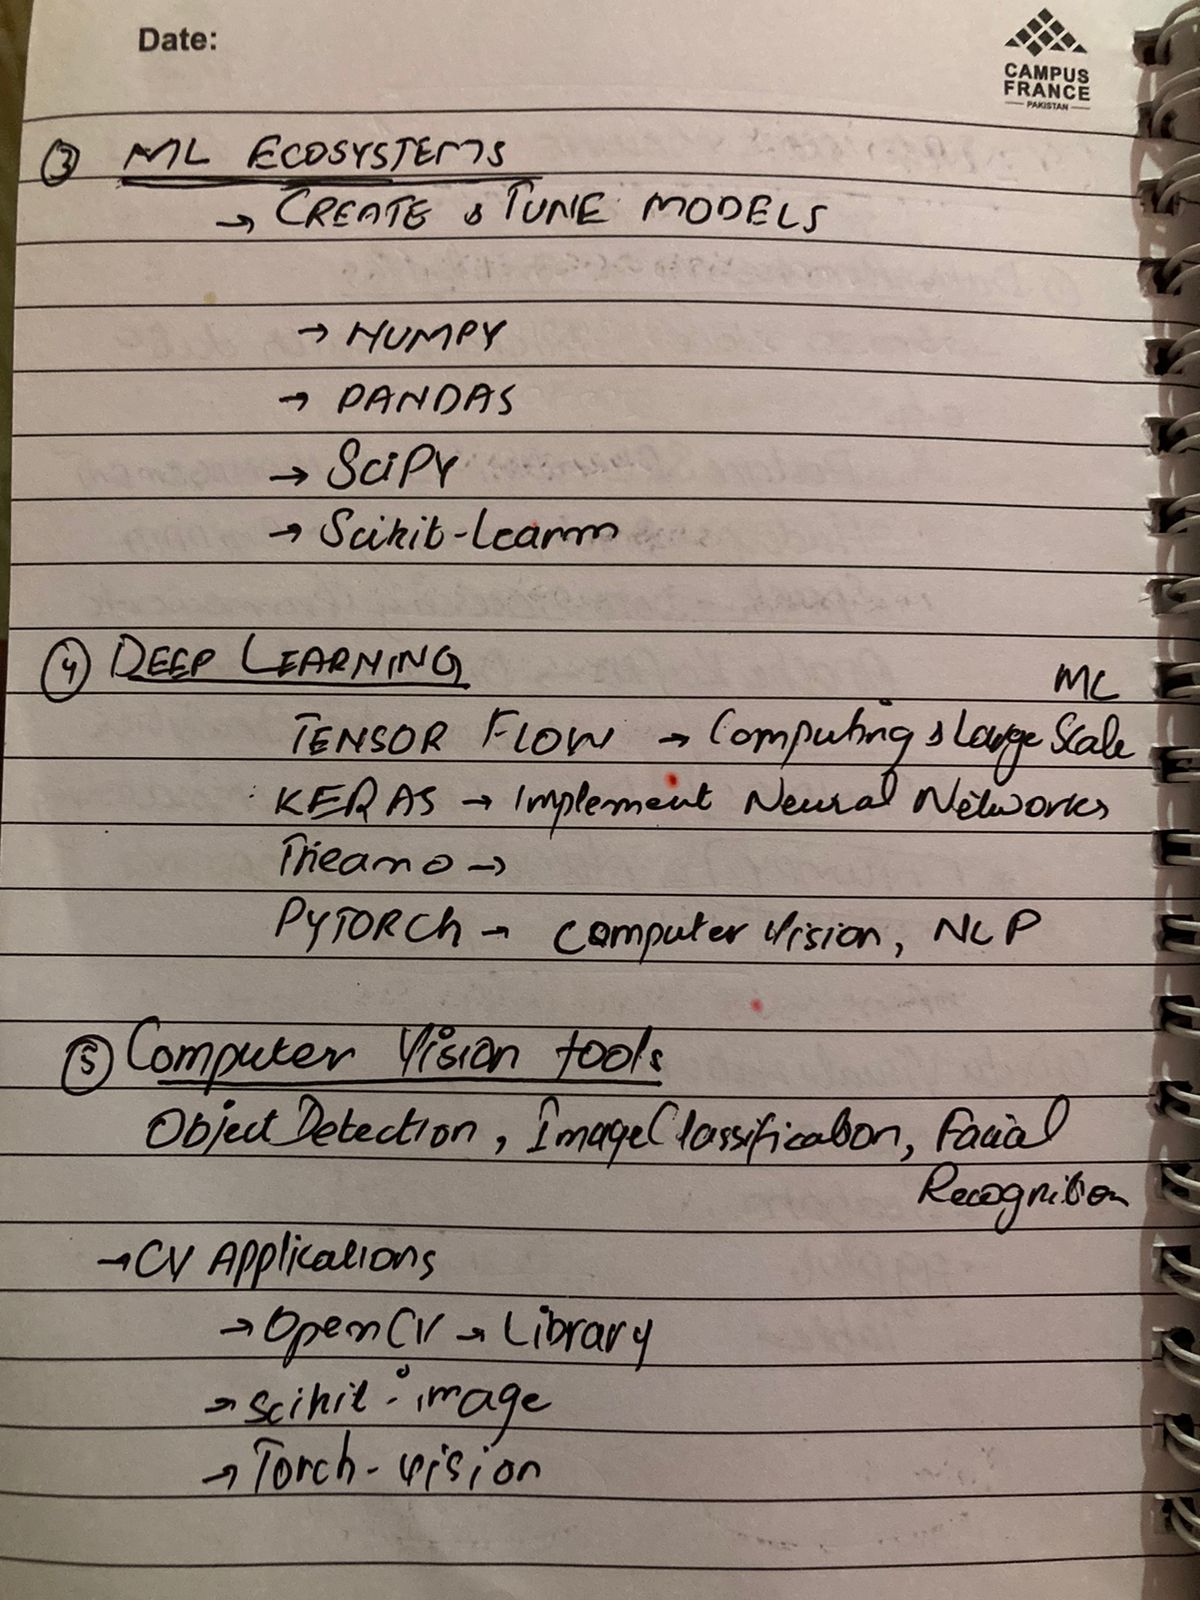 Date:
CAMPUS
FRANCE
PAKISTAN
③ ML ECOSYSTEMS
→ CREATE & TUNE MODELS
→ NUMPY
→ PANDAS
→ SciPY
→ Scikit-Learn
④ DEEP LEARNING
ML
TENSOR FLOW → Computing & Large Scale
KERAS → Implement Neural Networks
Theano →
PYTORCh → Computer Vision, NLP
⑤ Computer Vision tools
Object Detection, Image Classification, Facial
Recognition
→ CV Applications
→ OpenCV → Library
→ Scikit-image
→ Torch-vision